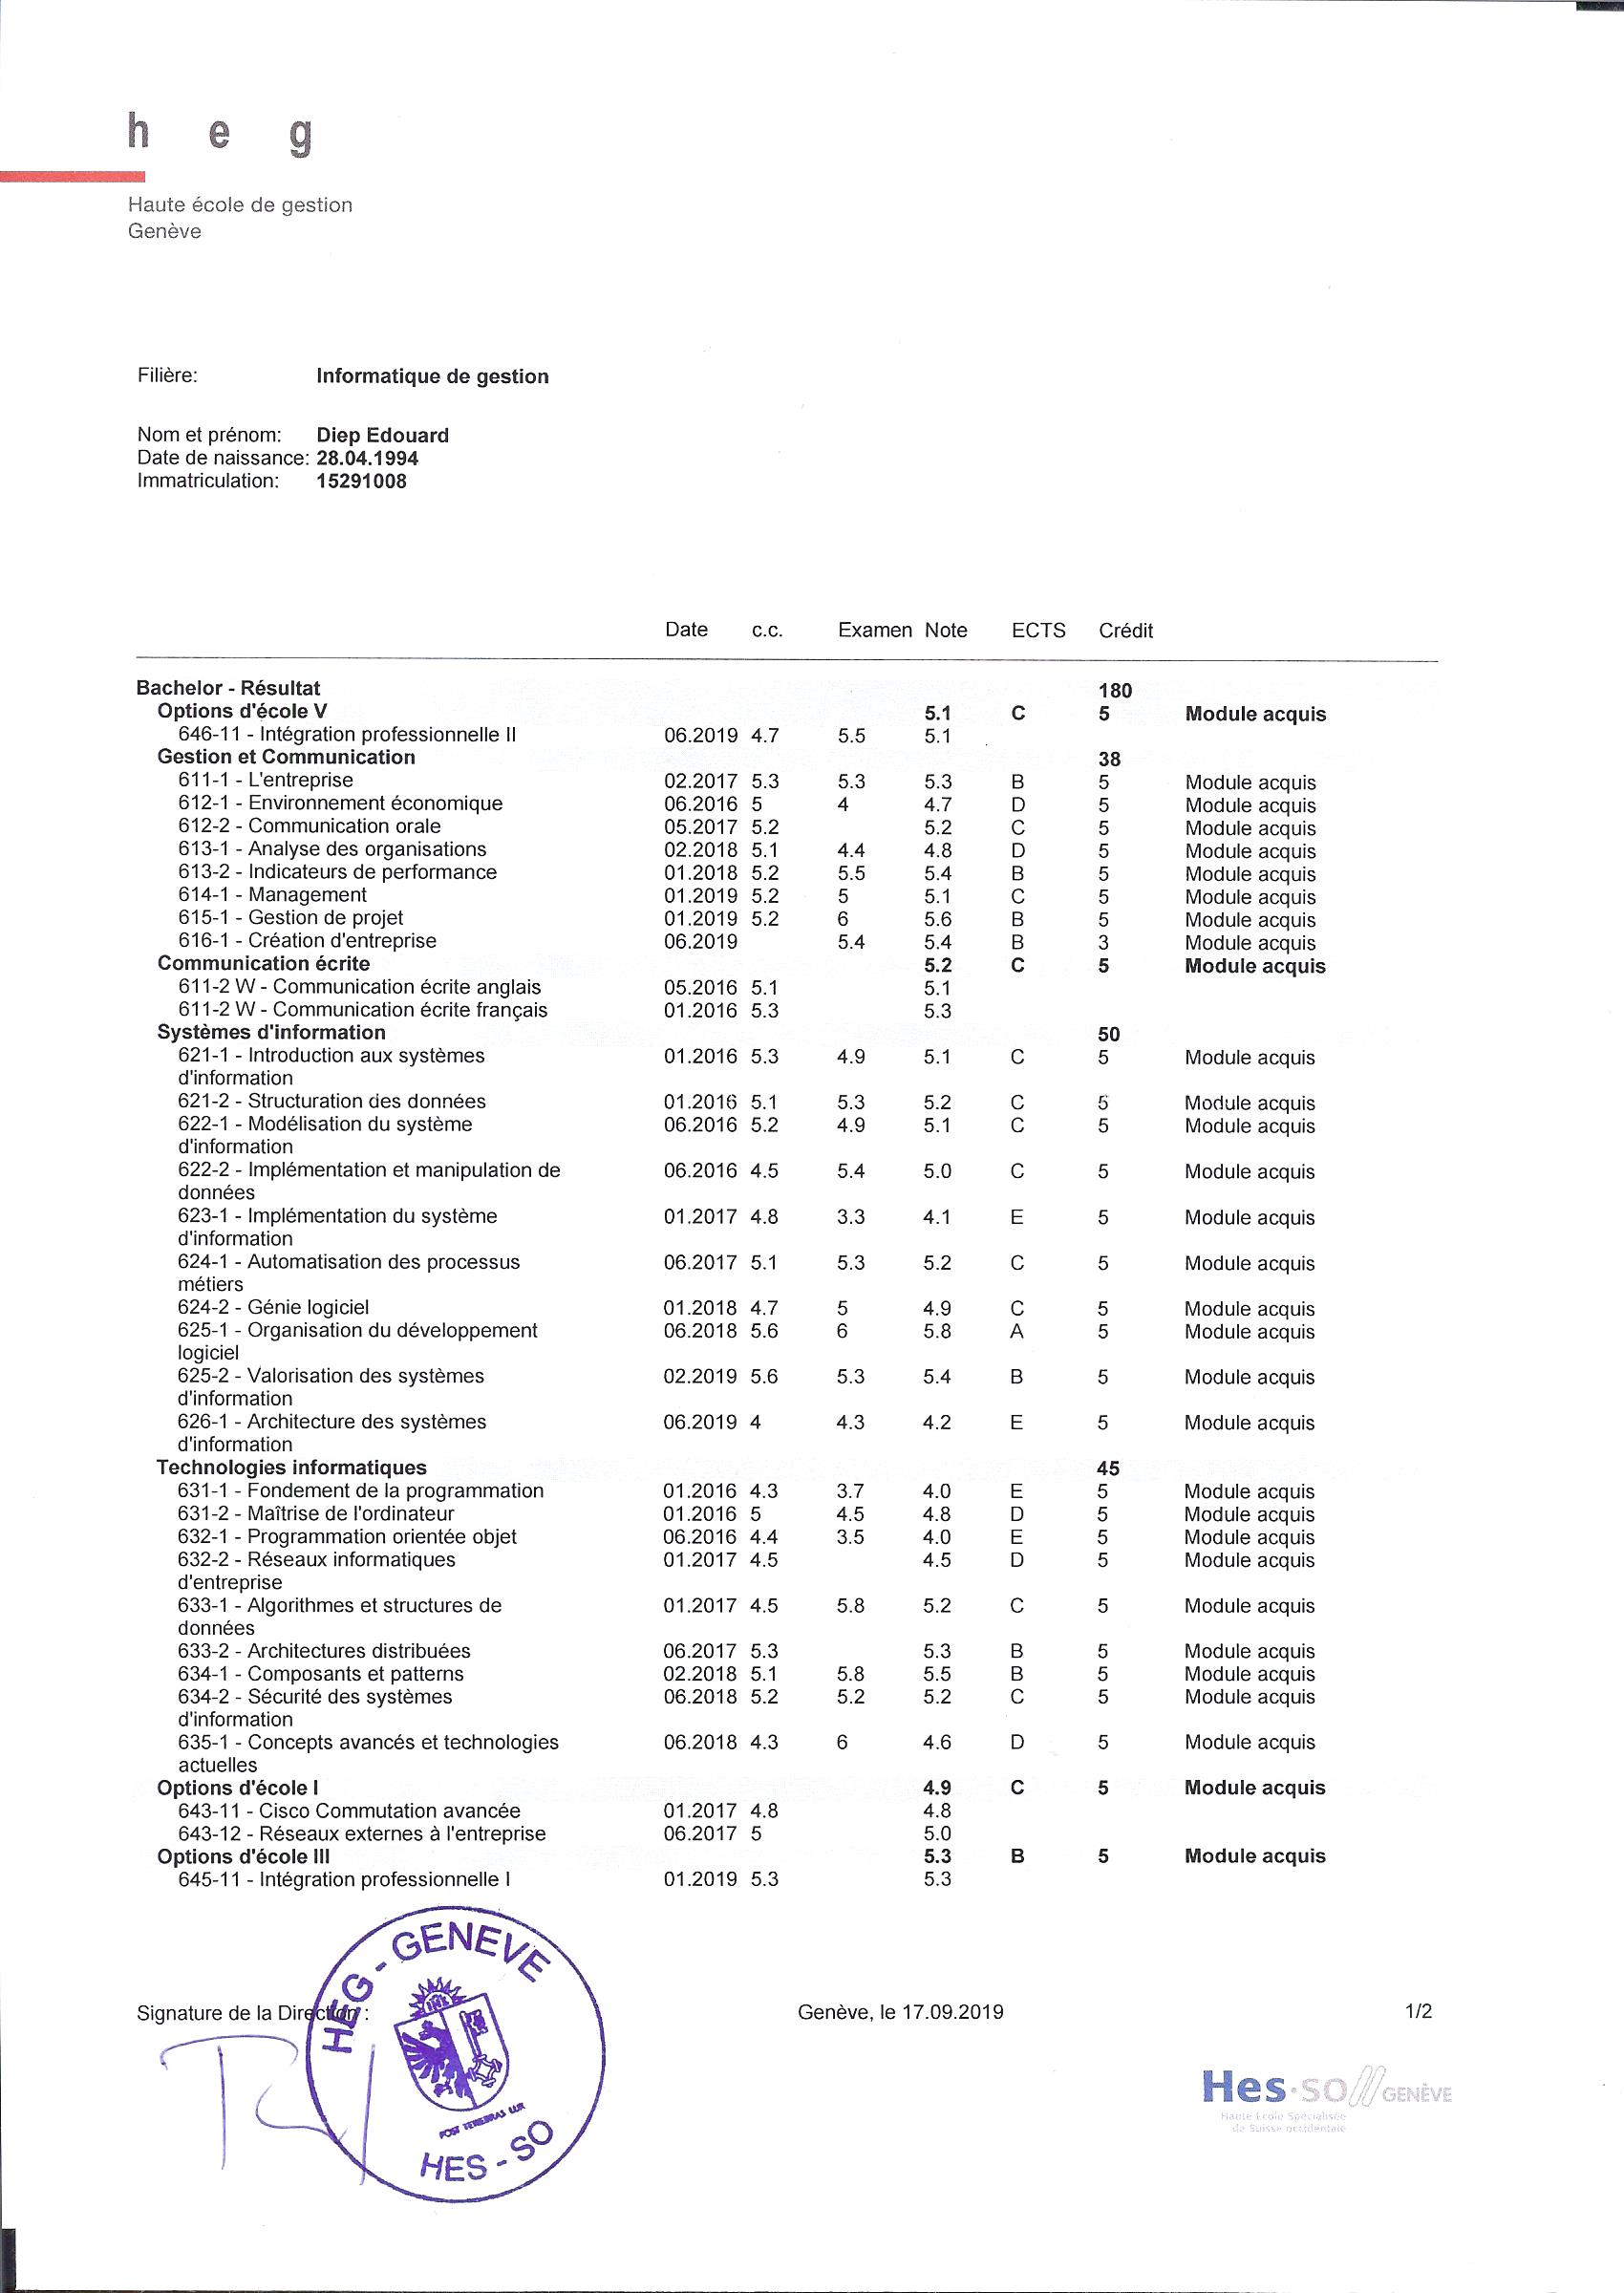 h e g
Haute école de gestion
Genève
Filière: Informatique de gestion
Nom et prénom: Diep Edouard
Date de naissance: 28.04.1994
Immatriculation: 15291008
Date c.c. Examen Note ECTS Crédit
Bachelor - Résultat 180
Options d'école V 5.1 C 5 Module acquis
646-11 - Intégration professionnelle II 06.2019 4.7 5.5 5.1
Gestion et Communication 38
611-1 - L'entreprise 02.2017 5.3 5.3 5.3 B 5 Module acquis
612-1 - Environnement économique 06.2016 5 4 4.7 D 5 Module acquis
612-2 - Communication orale 05.2017 5.2 5.2 C 5 Module acquis
613-1 - Analyse des organisations 02.2018 5.1 4.4 4.8 D 5 Module acquis
613-2 - Indicateurs de performance 01.2018 5.2 5.5 5.4 B 5 Module acquis
614-1 - Management 01.2019 5.2 5 5.1 C 5 Module acquis
615-1 - Gestion de projet 01.2019 5.2 6 5.6 B 5 Module acquis
616-1 - Création d'entreprise 06.2019 5.4 5.4 B 3 Module acquis
Communication écrite 5.2 C 5 Module acquis
611-2 W - Communication écrite anglais 05.2016 5.1 5.1
611-2 W - Communication écrite français 01.2016 5.3 5.3
Systèmes d'information 50
621-1 - Introduction aux systèmes 01.2016 5.3 4.9 5.1 C 5 Module acquis
d'information
621-2 - Structuration des données 01.2016 5.1 5.3 5.2 C 5 Module acquis
622-1 - Modélisation du système 06.2016 5.2 4.9 5.1 C 5 Module acquis
d'information
622-2 - Implémentation et manipulation de 06.2016 4.5 5.4 5.0 C 5 Module acquis
données
623-1 - Implémentation du système 01.2017 4.8 3.3 4.1 E 5 Module acquis
d'information
624-1 - Automatisation des processus 06.2017 5.1 5.3 5.2 C 5 Module acquis
métiers
624-2 - Génie logiciel 01.2018 4.7 5 4.9 C 5 Module acquis
625-1 - Organisation du développement 06.2018 5.6 6 5.8 A 5 Module acquis
logiciel
625-2 - Valorisation des systèmes 02.2019 5.6 5.3 5.4 B 5 Module acquis
d'information
626-1 - Architecture des systèmes 06.2019 4 4.3 4.2 E 5 Module acquis
d'information
Technologies informatiques 45
631-1 - Fondement de la programmation 01.2016 4.3 3.7 4.0 E 5 Module acquis
631-2 - Maîtrise de l'ordinateur 01.2016 5 4.5 4.8 D 5 Module acquis
632-1 - Programmation orientée objet 06.2016 4.4 3.5 4.0 E 5 Module acquis
632-2 - Réseaux informatiques 01.2017 4.5 4.5 D 5 Module acquis
d'entreprise
633-1 - Algorithmes et structures de 01.2017 4.5 5.8 5.2 C 5 Module acquis
données
633-2 - Architectures distribuées 06.2017 5.3 5.3 B 5 Module acquis
634-1 - Composants et patterns 02.2018 5.1 5.8 5.5 B 5 Module acquis
634-2 - Sécurité des systèmes 06.2018 5.2 5.2 5.2 C 5 Module acquis
d'information
635-1 - Concepts avancés et technologies 06.2018 4.3 6 4.6 D 5 Module acquis
actuelles
Options d'école I 4.9 C 5 Module acquis
643-11 - Cisco Commutation avancée 01.2017 4.8 4.8
643-12 - Réseaux externes à l'entreprise 06.2017 5 5.0
Options d'école III 5.3 B 5 Module acquis
645-11 - Intégration professionnelle I 01.2019 5.3 5.3
HEG - GENEVE
POST TENEBRAS LUX
HES - SO
Signature de la Direction : Genève, le 17.09.2019 1/2
Hes·so GENÈVE
Haute Ecole Spécialisée
de Suisse occidentale